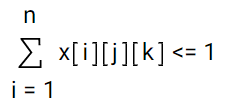 n
∑ x[i][j][k] <= 1
i = 1